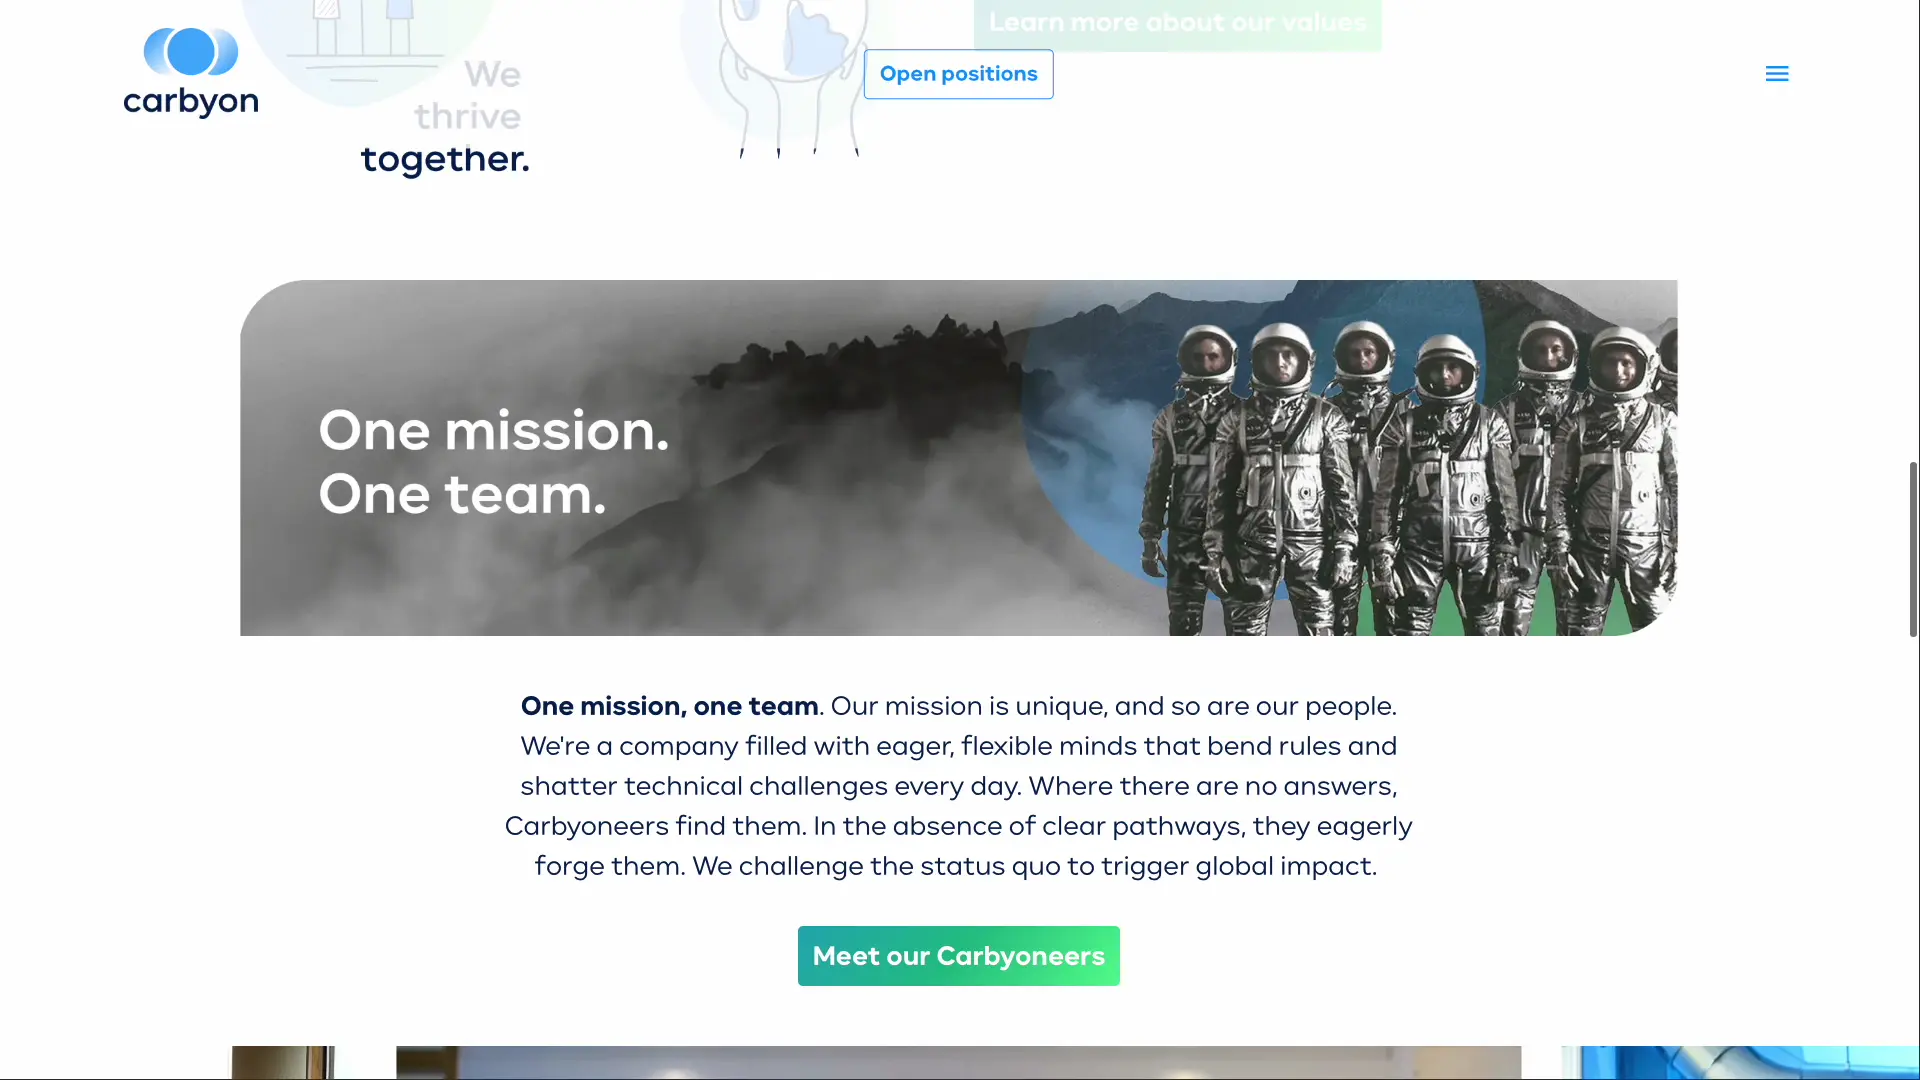 Learn more about our values
carbyon
Open positions
We
thrive
together.
One mission.
One team.
One mission, one team. Our mission is unique, and so are our people.
We're a company filled with eager, flexible minds that bend rules and
shatter technical challenges every day. Where there are no answers,
Carbyoneers find them. In the absence of clear pathways, they eagerly
forge them. We challenge the status quo to trigger global impact.
Meet our Carbyoneers